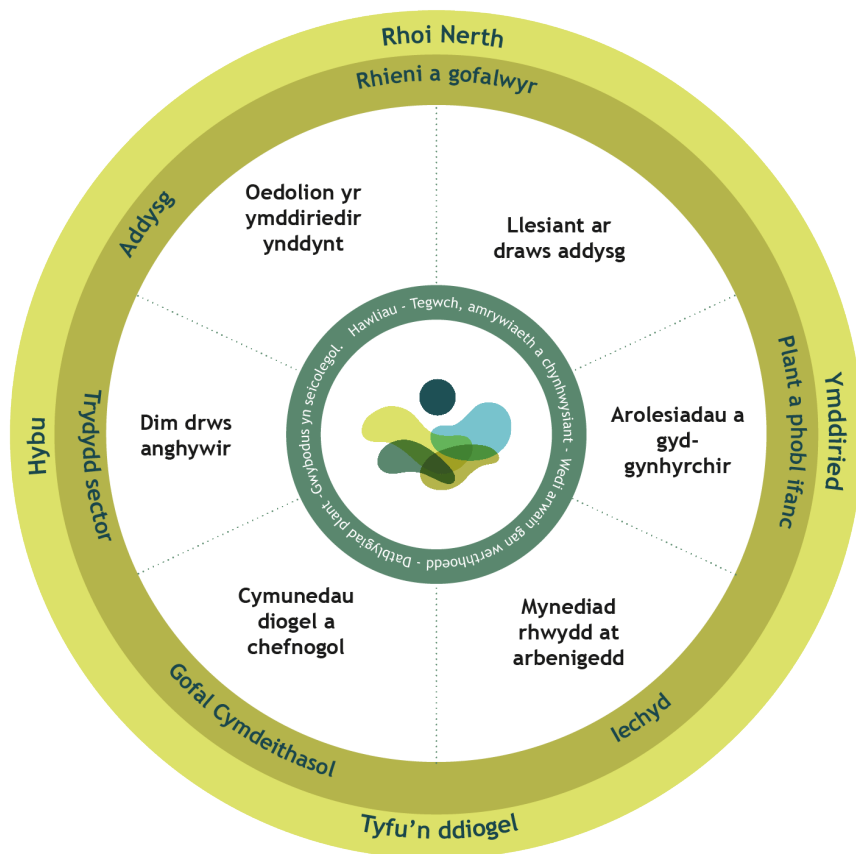 Rhoi Nerth
Ymddiried
Tyfu’n ddiogel
Hybu
Rhieni a gofalwyr
Plant a phobl ifanc
Iechyd
Gofal Cymdeithasol
Trydydd sector
Addysg
Oedolion yr
ymddiriedir
ynddynt
Llesiant ar
draws addysg
Arolesiadau a
gyd-
gynhyrchir
Mynediad
rhwydd at
arbenigedd
Cymunedau
diogel a
chefnogol
Dim drws
anghywir
Hawliau - Tegwch, amrywiaeth a chynhwysiant - Wedi arwain gan werthhoedd - Datblygiad plant -Gwybodus yn seicolegol.